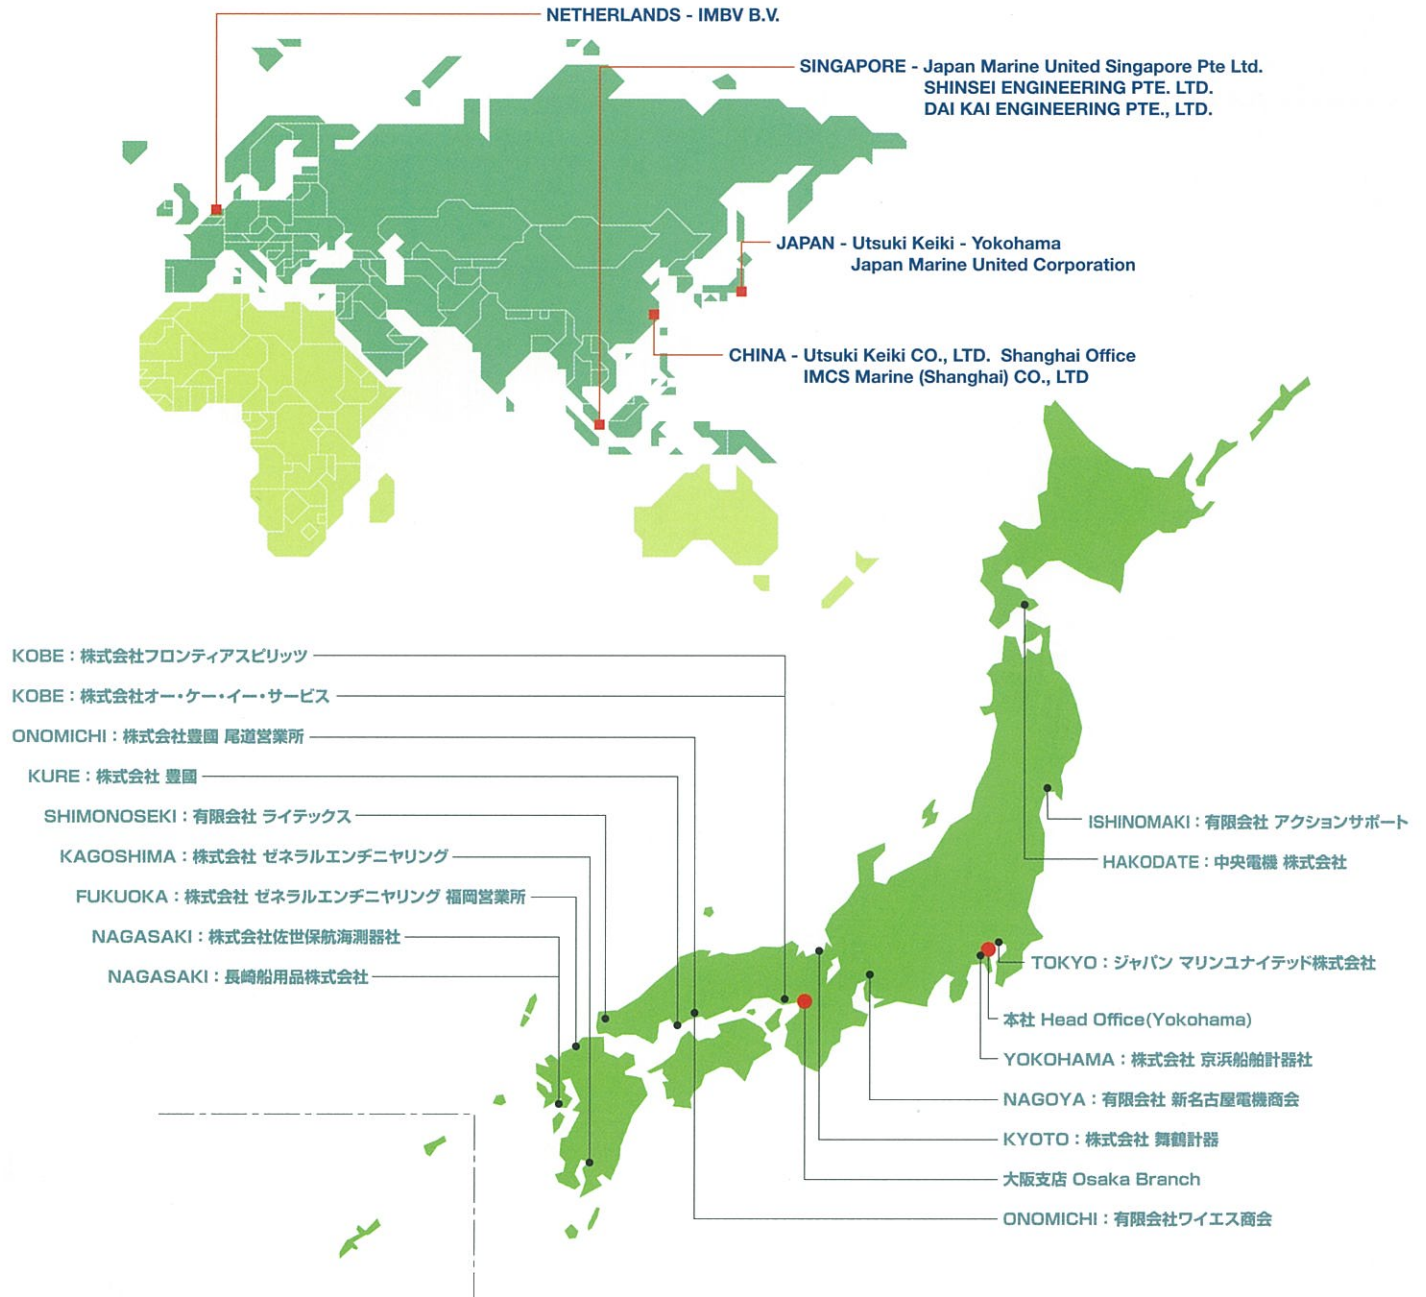 NETHERLANDS - IMBV B.V.
SINGAPORE - Japan Marine United Singapore Pte Ltd.
SHINSEI ENGINEERING PTE. LTD.
DAI KAI ENGINEERING PTE., LTD.
JAPAN - Utsuki Keiki - Yokohama
Japan Marine United Corporation
CHINA - Utsuki Keiki CO., LTD.  Shanghai Office
IMCS Marine (Shanghai) CO., LTD
KOBE：株式会社フロンティアスピリッツ
KOBE：株式会社オー・ケー・イー・サービス
ONOMICHI：株式会社豊國 尾道営業所
KURE：株式会社 豊國
SHIMONOSEKI：有限会社 ライテックス
KAGOSHIMA：株式会社 ゼネラルエンヂニヤリング
FUKUOKA：株式会社 ゼネラルエンヂニヤリング 福岡営業所
NAGASAKI：株式会社佐世保航海測器社
NAGASAKI：長崎船用品株式会社
ISHINOMAKI：有限会社 アクションサポート
HAKODATE：中央電機 株式会社
TOKYO：ジャパン マリンユナイテッド株式会社
本社 Head Office(Yokohama)
YOKOHAMA：株式会社 京浜船舶計器社
NAGOYA：有限会社 新名古屋電機商会
KYOTO：株式会社 舞鶴計器
大阪支店 Osaka Branch
ONOMICHI：有限会社ワイエス商会